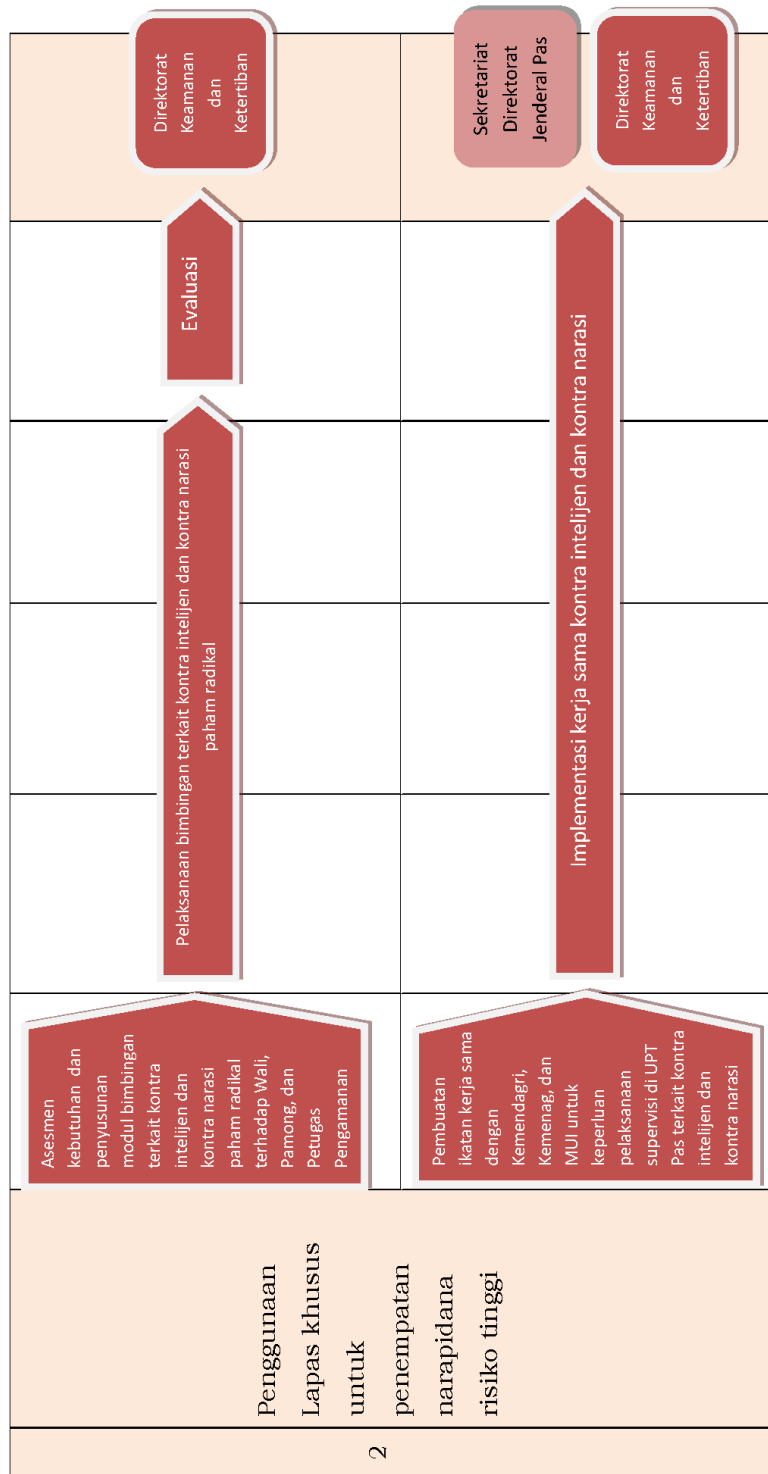 2
Penggunaan
Lapas khusus
untuk
penempatan
narapidana
risiko tinggi
Asesmen
kebutuhan dan
penyusunan
modul bimbingan
terkait kontra
intelijen dan
kontra narasi
paham radikal
terhadap Wali,
Pamong, dan
Petugas
Pengamanan
Pelaksanaan bimbingan terkait kontra intelijen dan kontra narasi
paham radikal
Evaluasi
Direktorat
Keamanan
dan
Ketertiban
Pembuatan
ikatan kerja sama
dengan
Kemendagri,
Kemenag, dan
MUI untuk
keperluan
pelaksanaan
supervisi di UPT
Pas terkait kontra
intelijen dan
kontra narasi
Implementasi kerja sama kontra intelijen dan kontra narasi
Sekretariat
Direktorat
Jenderal Pas
Direktorat
Keamanan
dan
Ketertiban